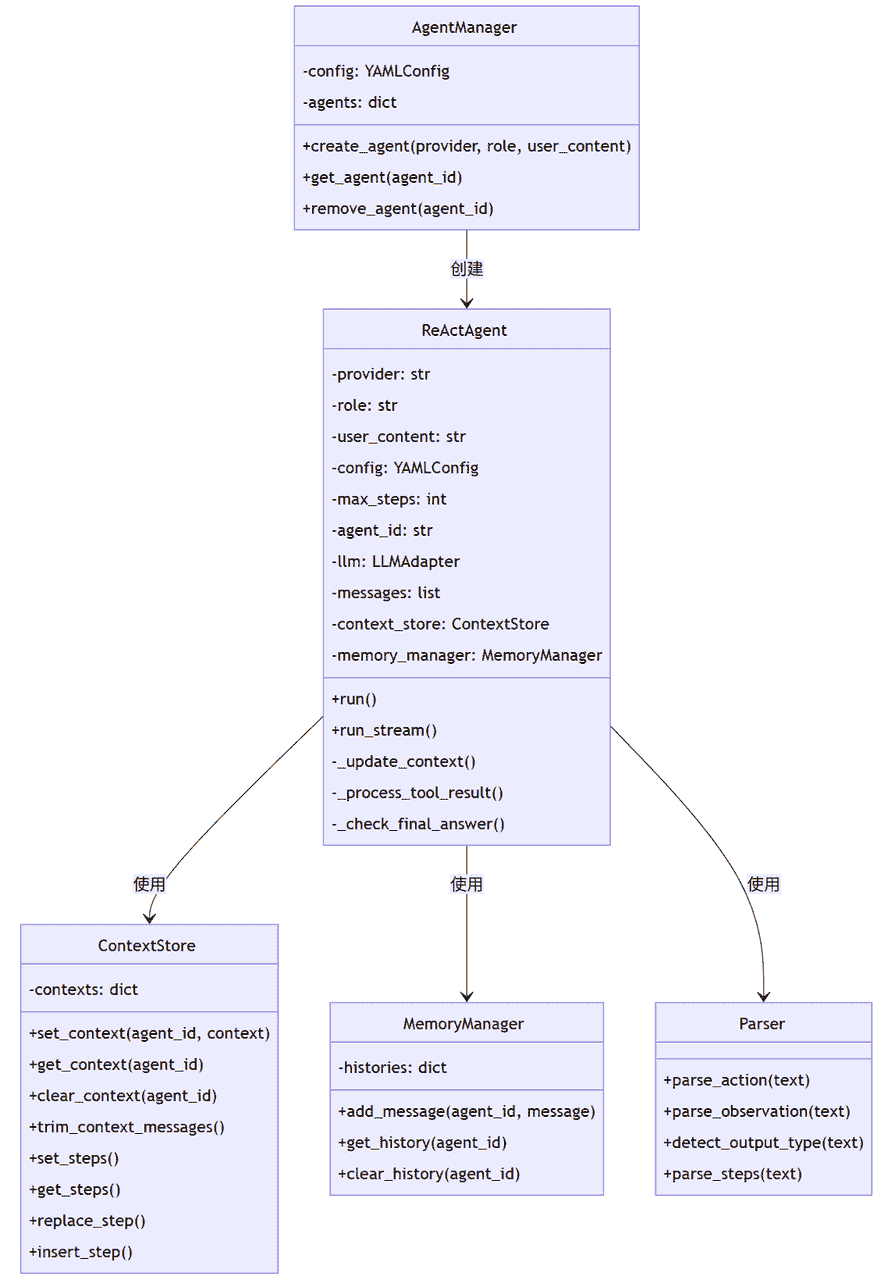 AgentManager
-config: YAMLConfig
-agents: dict
+create_agent(provider, role, user_content)
+get_agent(agent_id)
+remove_agent(agent_id)
创建
ReActAgent
-provider: str
-role: str
-user_content: str
-config: YAMLConfig
-max_steps: int
-agent_id: str
-llm: LLMAdapter
-messages: list
-context_store: ContextStore
-memory_manager: MemoryManager
+run()
+run_stream()
-_update_context()
-_process_tool_result()
-_check_final_answer()
使用
使用
使用
ContextStore
-contexts: dict
+set_context(agent_id, context)
+get_context(agent_id)
+clear_context(agent_id)
+trim_context_messages()
+set_steps()
+get_steps()
+replace_step()
+insert_step()
MemoryManager
-histories: dict
+add_message(agent_id, message)
+get_history(agent_id)
+clear_history(agent_id)
Parser
+parse_action(text)
+parse_observation(text)
+detect_output_type(text)
+parse_steps(text)